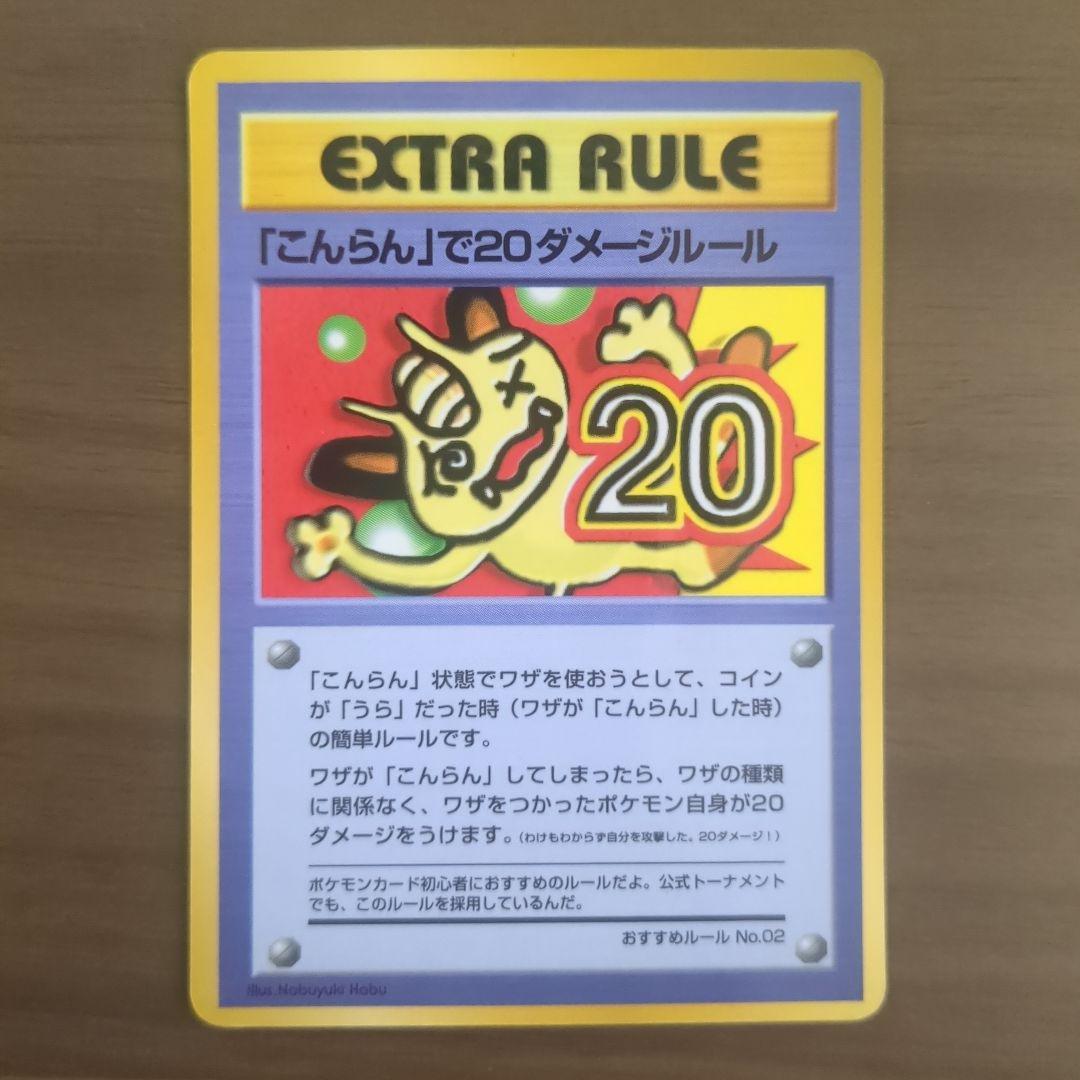 EXTRA RULE
「こんらん」で20ダメージルール
20
「こんらん」状態でワザを使おうとして、コイン
が「うら」だった時（ワザが「こんらん」した時）
の簡単ルールです。
ワザが「こんらん」してしまったら、ワザの種類
に関係なく、ワザをつかったポケモン自身が20
ダメージをうけます。（わけもわからず自分を攻撃した。20ダメージ！）
ポケモンカード初心者におすすめのルールだよ。公式トーナメント
でも、このルールを採用しているんだ。
おすすめルール No.02
Illus.Nobuyuki Habu